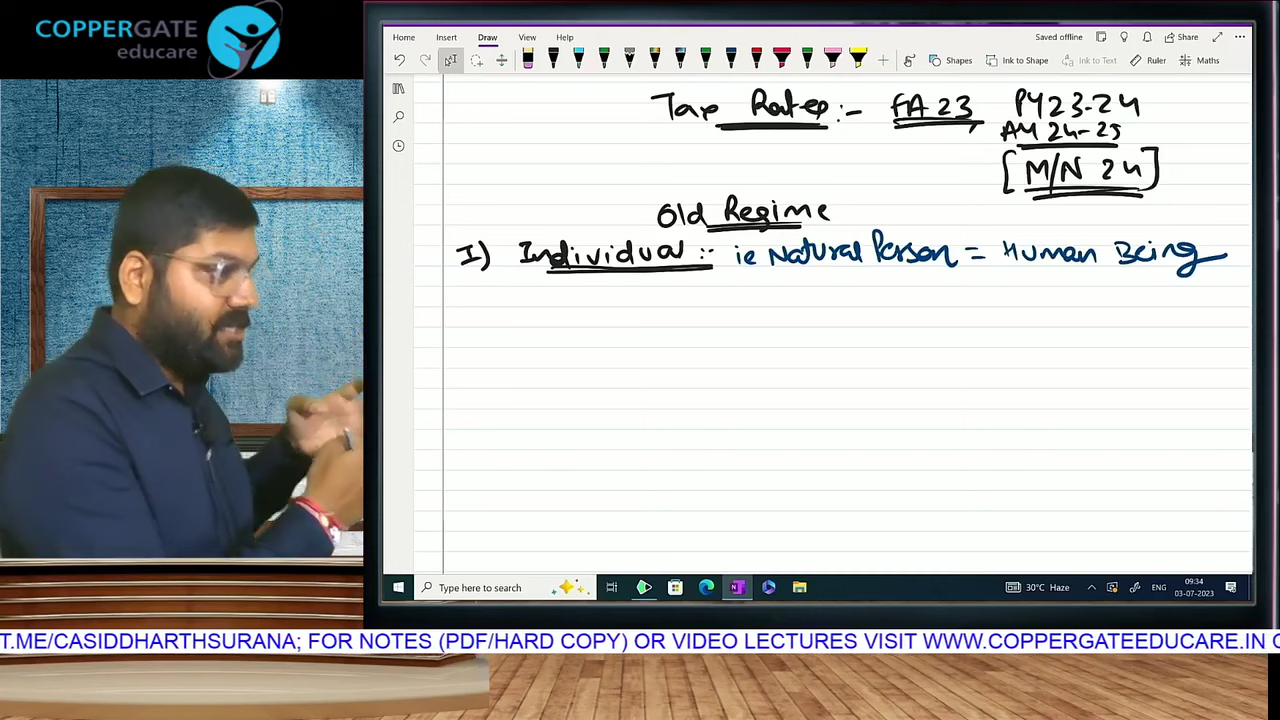 COPPERGATE
educare
Home Insert Draw View Help Saved offline Share
Shapes Ink to Shape Ink to Text Ruler Maths
Tax Rates :- FA 23 PY 23-24
AY 24-25
[M/N 24]
Old Regime
I) Individual :- ie Natural Person = Human Being
Type here to search 30°C Haze ENG 09:34
03-07-2023
T.ME/CASIDDHARTHSURANA; FOR NOTES (PDF/HARD COPY) OR VIDEO LECTURES VISIT WWW.COPPERGATEEDUCARE.IN C